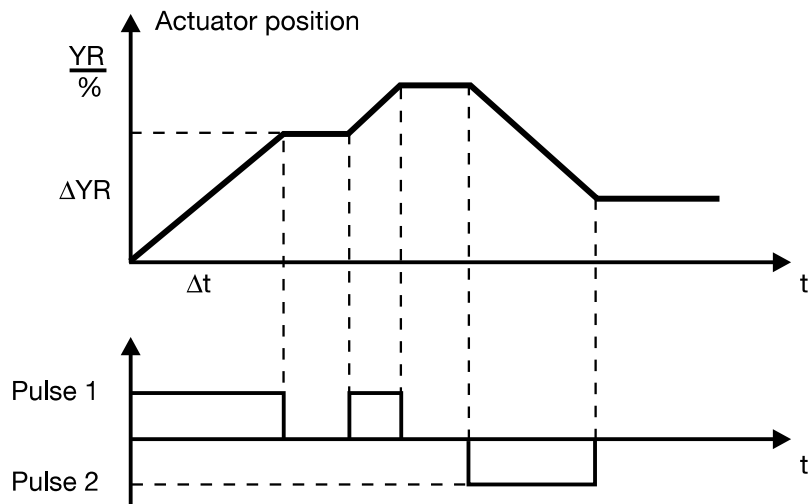 Actuator position
YR
%
ΔYR
Δt
t
Pulse 1
Pulse 2
t